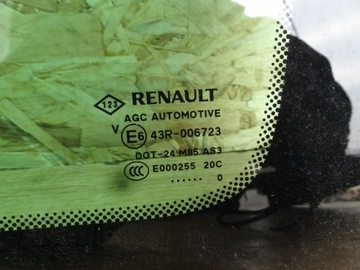 123 RENAULT
AGC AUTOMOTIVE
V E6 43R-006723
DOT-24 M85 AS3
CCC E000255 20C
...... 0